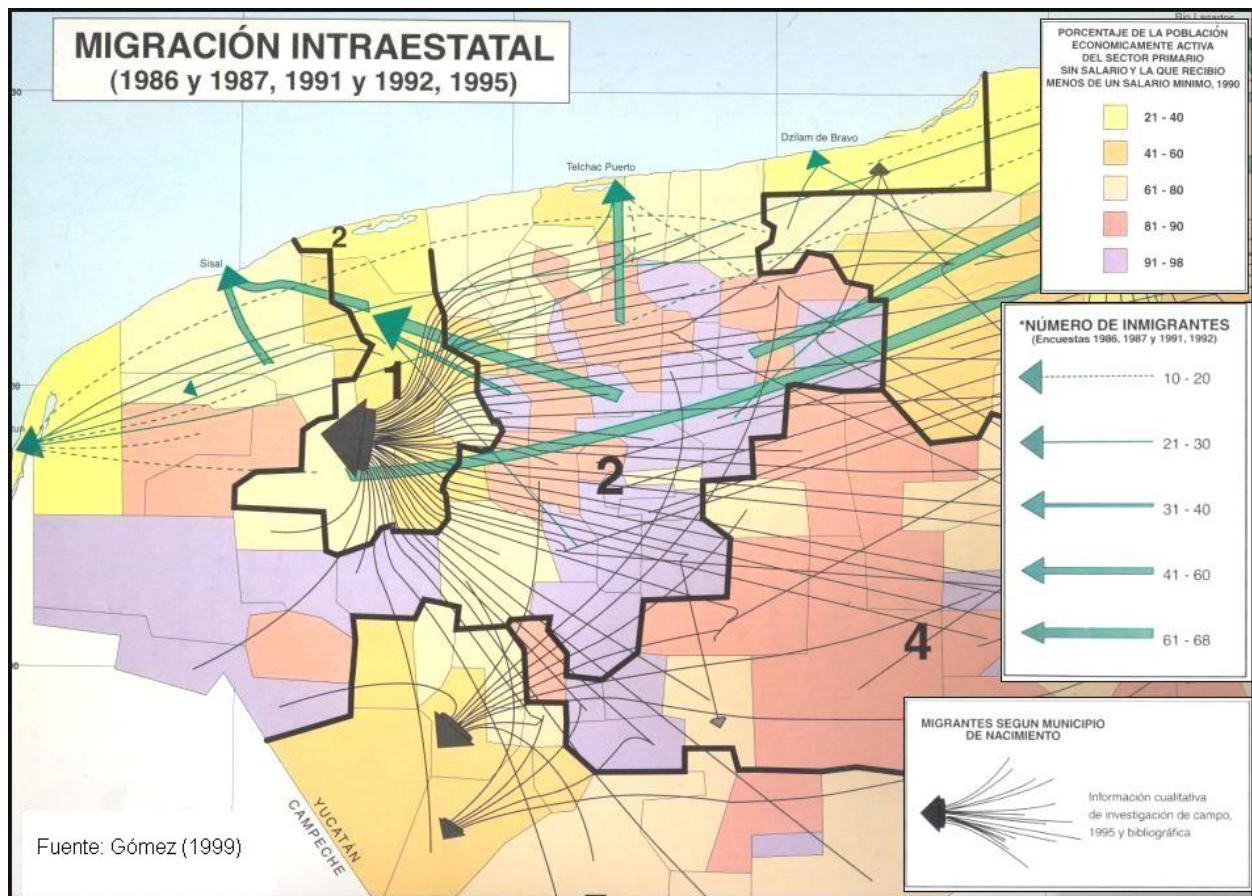 MIGRACIÓN INTRAESTATAL
(1986 y 1987, 1991 y 1992, 1995)
Río Lagartos
PORCENTAJE DE LA POBLACIÓN
ECONOMICAMENTE ACTIVA
DEL SECTOR PRIMARIO
SIN SALARIO Y LA QUE RECIBIO
MENOS DE UN SALARIO MINIMO, 1990
21 - 40
41 - 60
61 - 80
81 - 90
91 - 98
Dzilam de Bravo
Telchac Puerto
2
Sisal
1
2
4
*NÚMERO DE INMIGRANTES
(Encuestas 1986, 1987 y 1991, 1992)
10 - 20
21 - 30
31 - 40
41 - 60
61 - 68
MIGRANTES SEGUN MUNICIPIO
DE NACIMIENTO
Información cualitativa
de investigación de campo,
1995 y bibliográfica
YUCATÁN
CAMPECHE
Fuente: Gómez (1999)